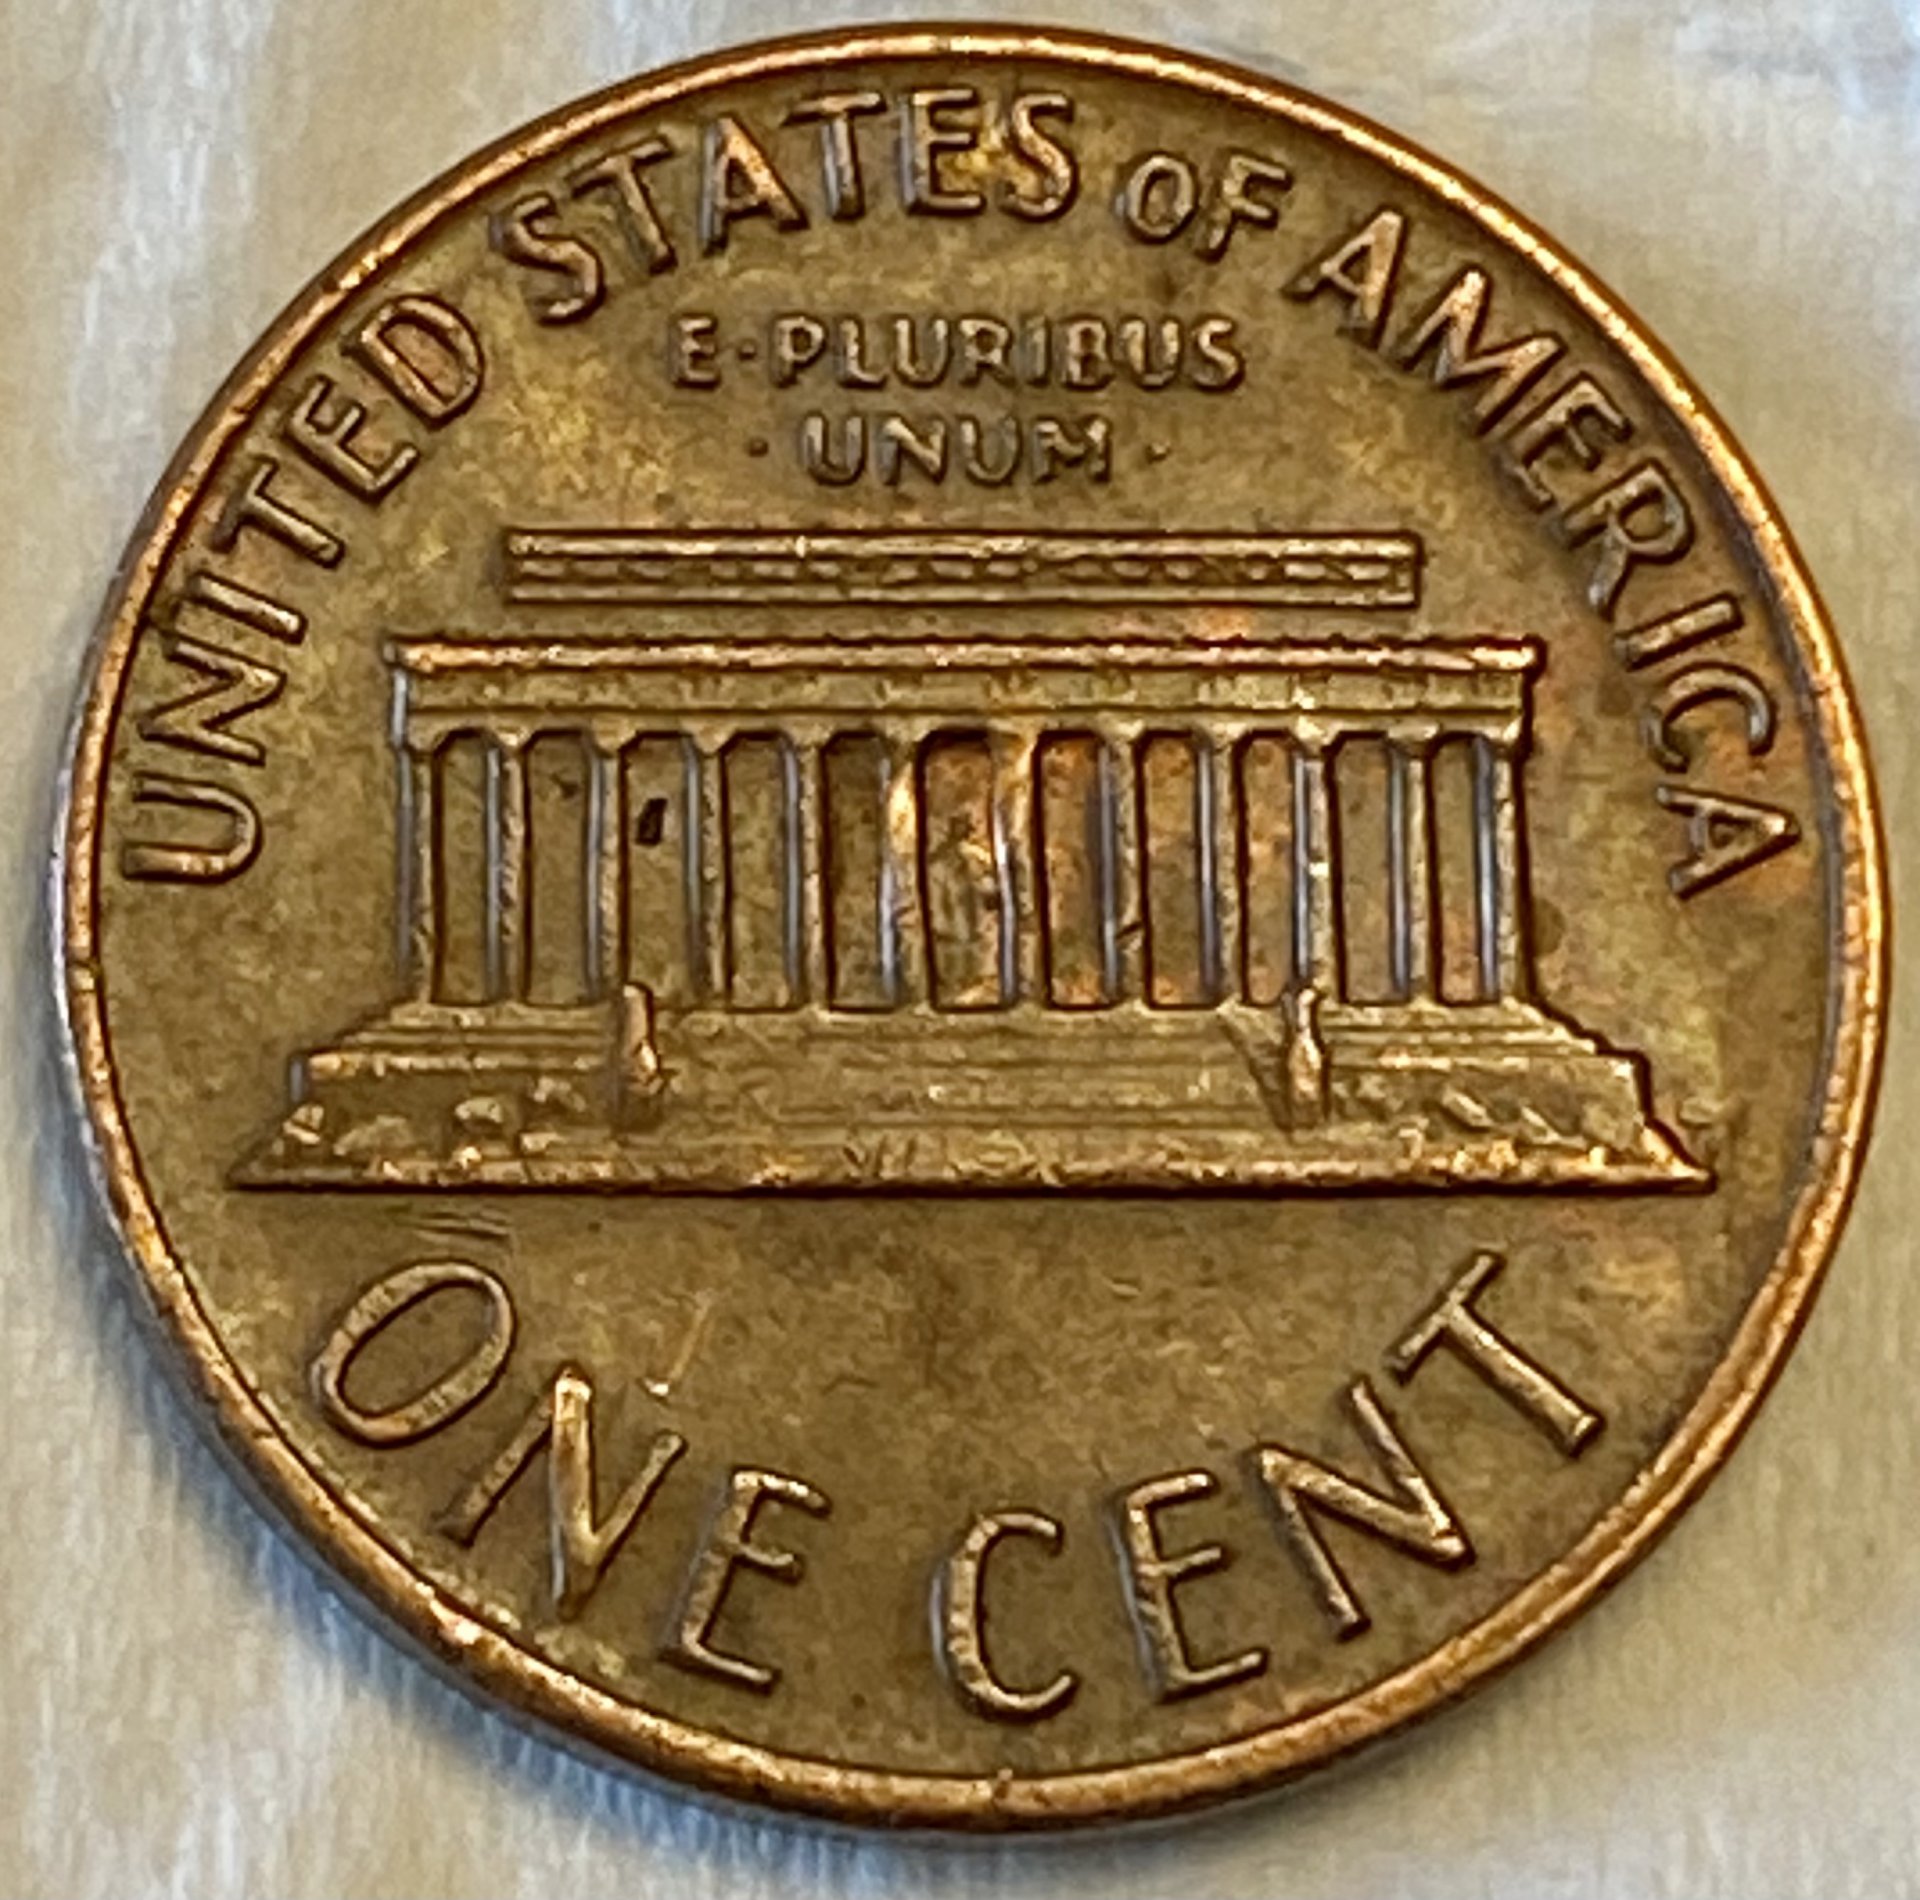 UNITED STATES OF AMERICA
E·PLURIBUS
·UNUM·
ONE CENT